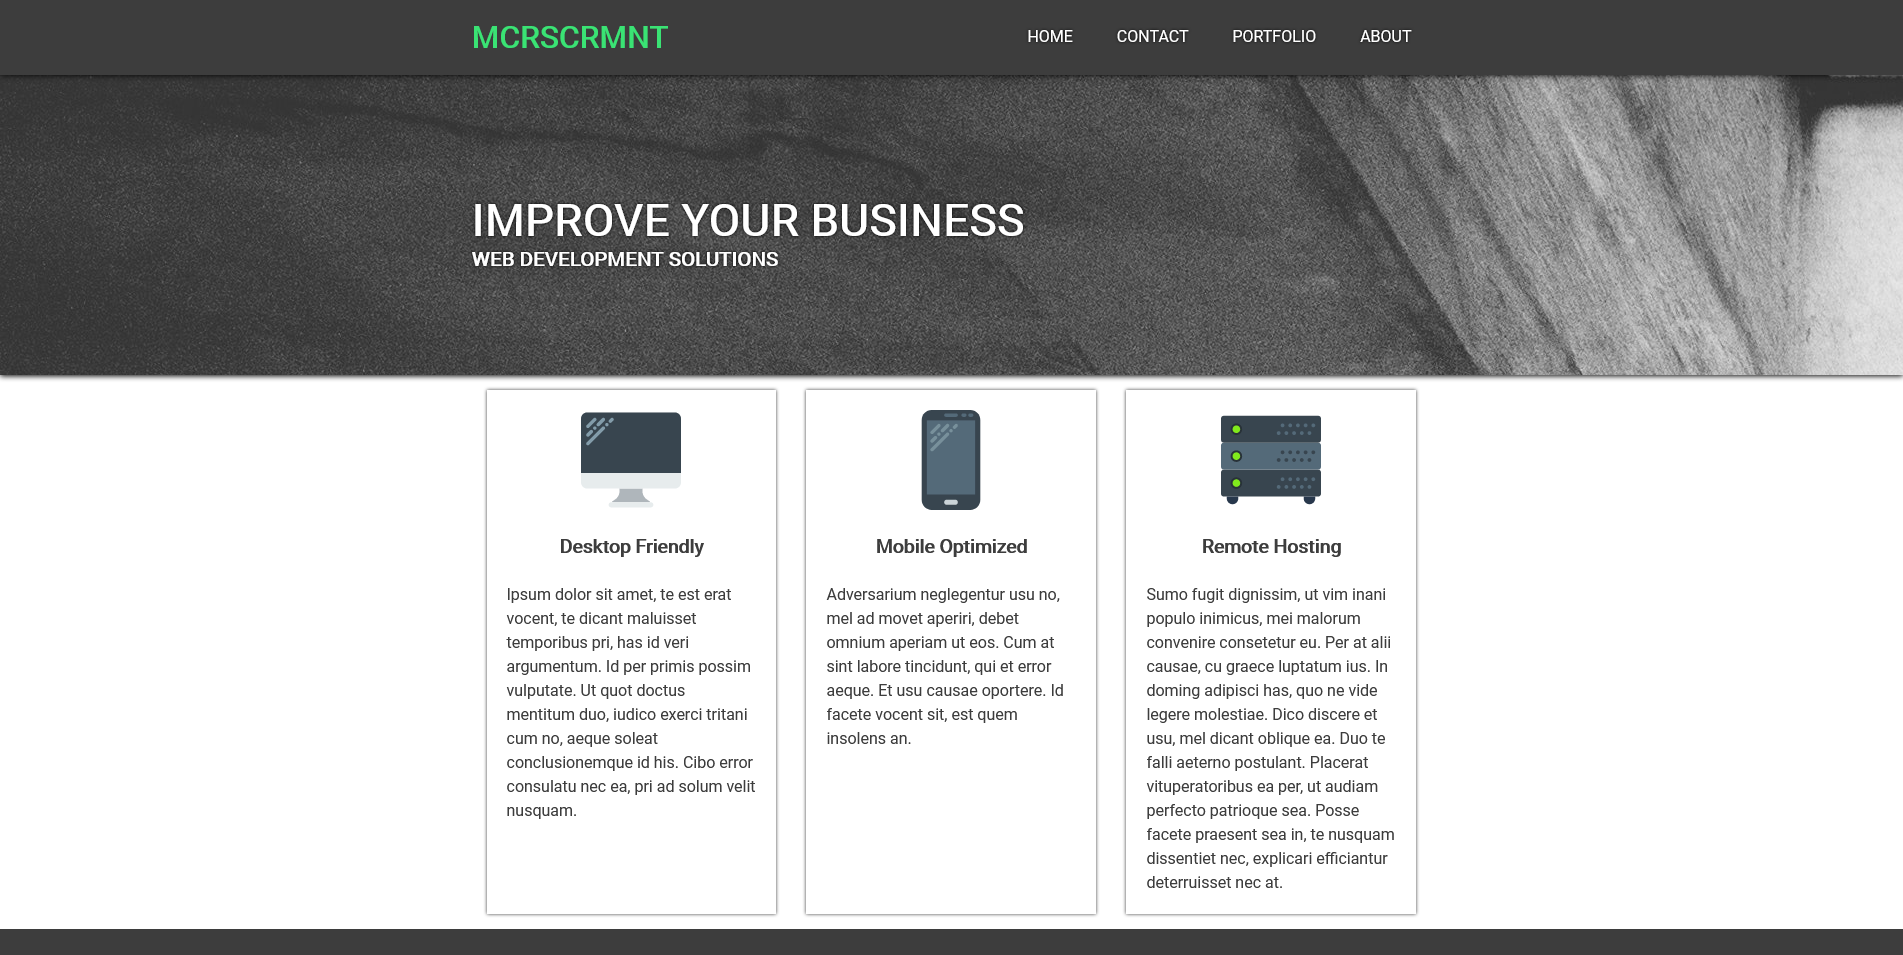 MCRSCRMNT
HOME CONTACT PORTFOLIO ABOUT
IMPROVE YOUR BUSINESS
WEB DEVELOPMENT SOLUTIONS
Desktop Friendly
Ipsum dolor sit amet, te est erat
vocent, te dicant maluisset
temporibus pri, has id veri
argumentum. Id per primis possim
vulputate. Ut quot doctus
mentitum duo, iudico exerci tritani
cum no, aeque soleat
conclusionemque id his. Cibo error
consulatu nec ea, pri ad solum velit
nusquam.
Mobile Optimized
Adversarium neglegentur usu no,
mel ad movet aperiri, debet
omnium aperiam ut eos. Cum at
sint labore tincidunt, qui et error
aeque. Et usu causae oportere. Id
facete vocent sit, est quem
insolens an.
Remote Hosting
Sumo fugit dignissim, ut vim inani
populo inimicus, mei malorum
convenire consetetur eu. Per at alii
causae, cu graece luptatum ius. In
doming adipisci has, quo ne vide
legere molestiae. Dico discere et
usu, mel dicant oblique ea. Duo te
falli aeterno postulant. Placerat
vituperatoribus ea per, ut audiam
perfecto patrioque sea. Posse
facete praesent sea in, te nusquam
dissentiet nec, explicari efficiantur
deterruisset nec at.